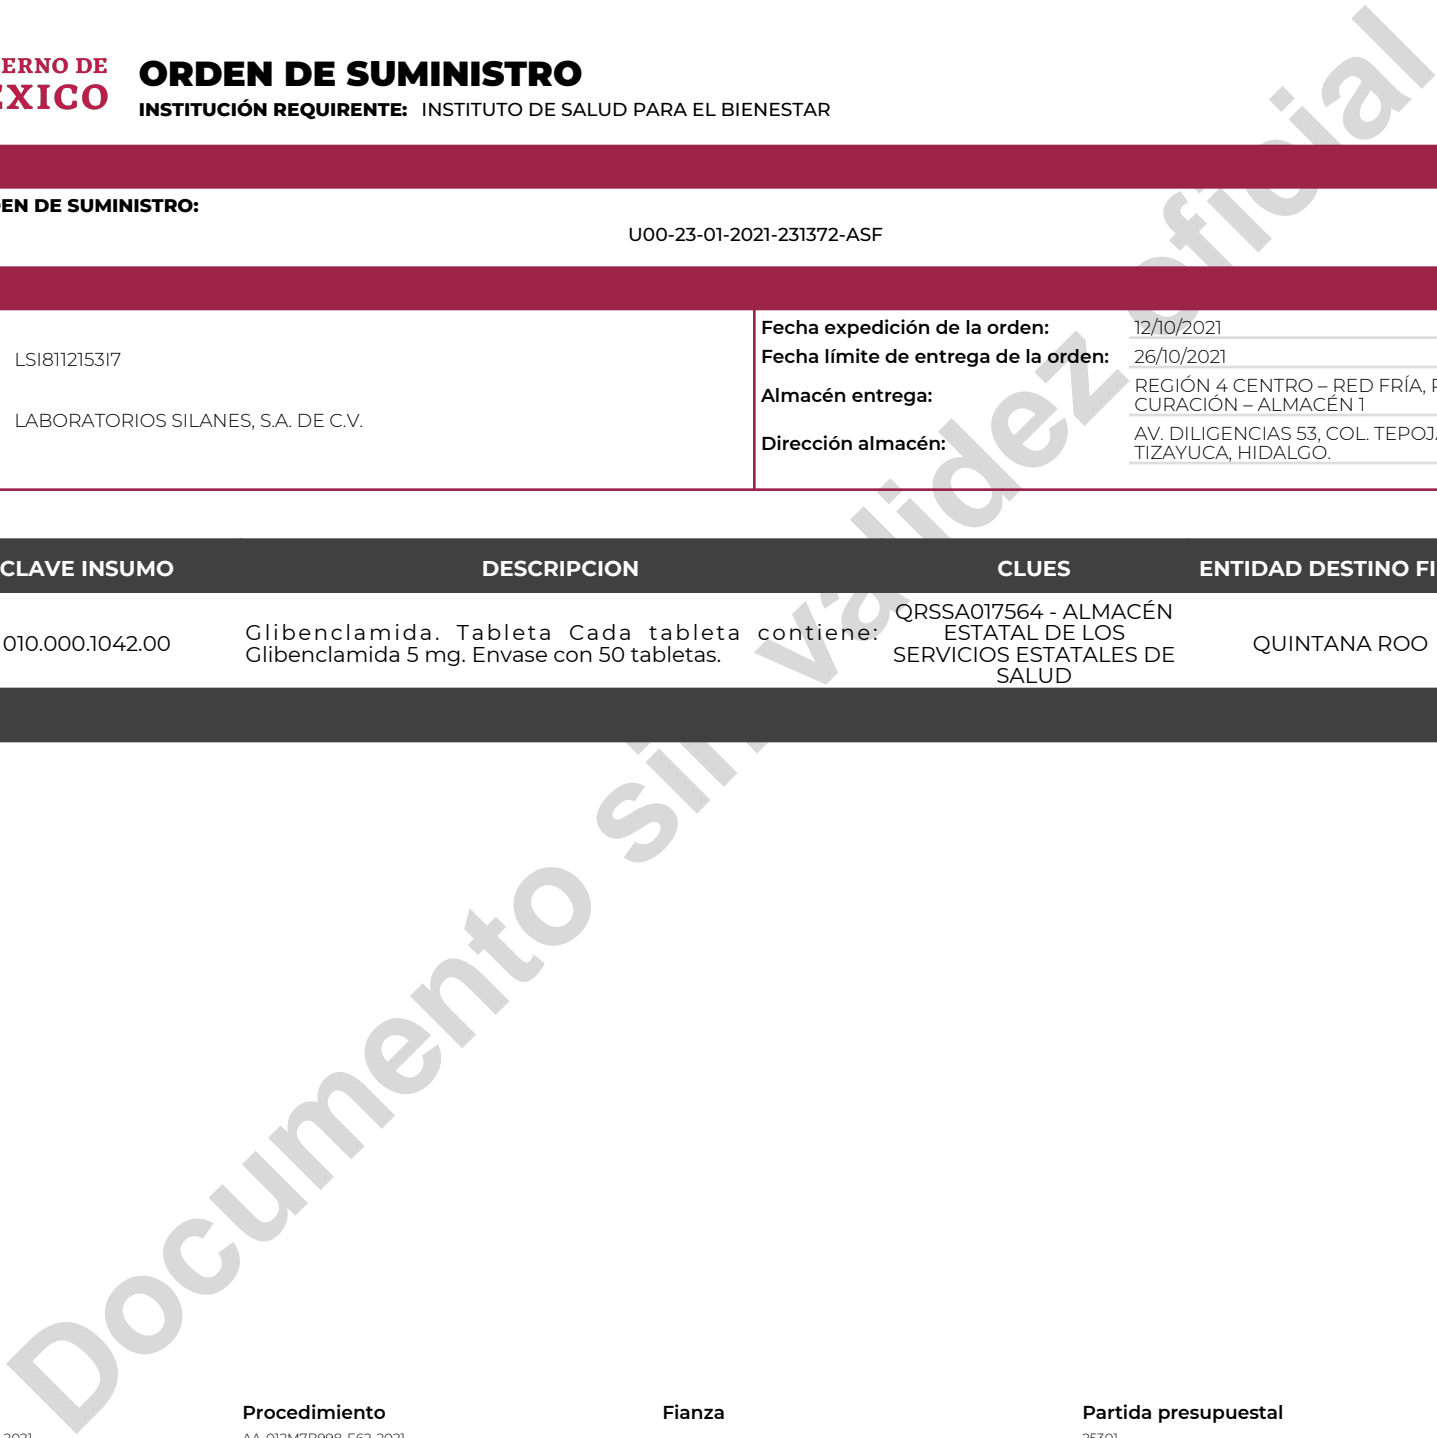 ERNO DE
ÉXICO
ORDEN DE SUMINISTRO
INSTITUCIÓN REQUIRENTE: INSTITUTO DE SALUD PARA EL BIENESTAR
EN DE SUMINISTRO:
U00-23-01-2021-231372-ASF
LSI8112153I7
LABORATORIOS SILANES, S.A. DE C.V.
Fecha expedición de la orden: 12/10/2021
Fecha límite de entrega de la orden: 26/10/2021
Almacén entrega: REGIÓN 4 CENTRO – RED FRÍA,
CURACIÓN – ALMACÉN 1
Dirección almacén: AV. DILIGENCIAS 53, COL. TEPOJ
TIZAYUCA, HIDALGO.
CLAVE INSUMO DESCRIPCION CLUES ENTIDAD DESTINO FI
010.000.1042.00
Glibenclamida. Tableta Cada tableta contiene:
Glibenclamida 5 mg. Envase con 50 tabletas.
QRSSA017564 - ALMACÉN
ESTATAL DE LOS
SERVICIOS ESTATALES DE
SALUD
QUINTANA ROO
Documento sin validez oficial
Procedimiento Fianza Partida presupuestal